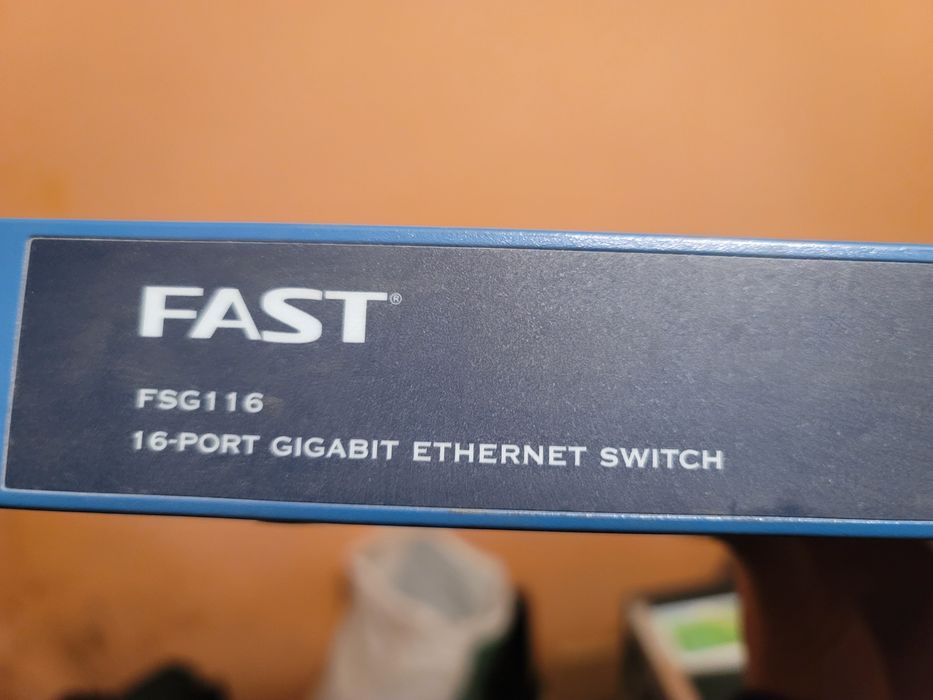 FAST®
FSG116
16-PORT GIGABIT ETHERNET SWITCH